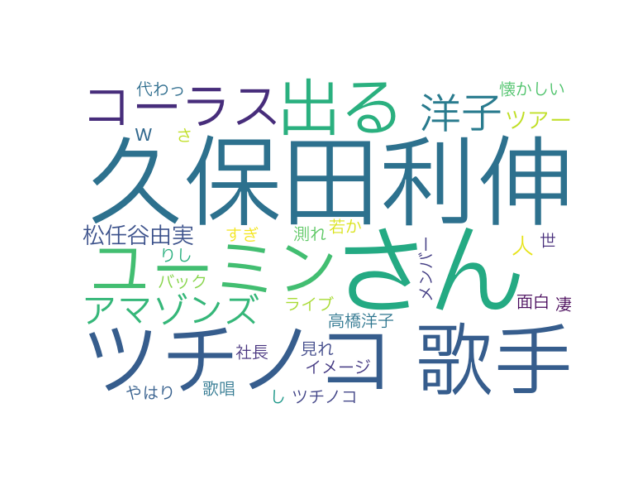 代わっ
懐かしい
コーラス
出る
洋子
ツアー
w
さ
久保田利伸
松任谷由実
すぎ
測れ
若か
さん
メンバー
人
世
ユーミン
りし
バック
アマゾンズ
ライブ
高橋洋子
面白
凄
ツチノコ
歌手
社長
見れ
イメージ
やはり
歌唱
し
ツチノコ